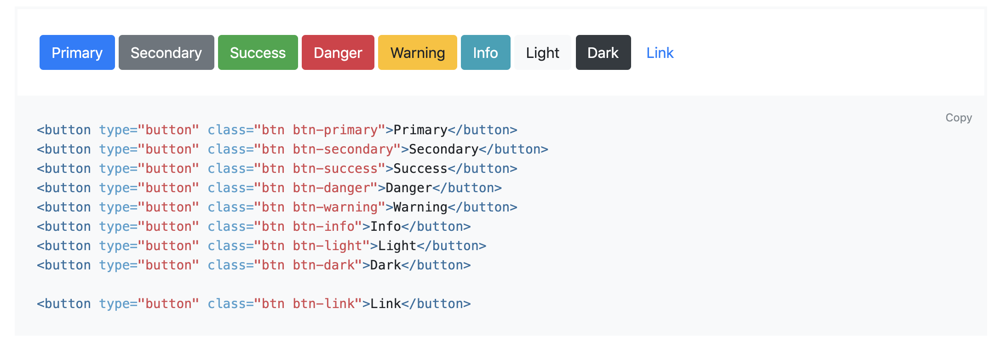 Primary Secondary Success Danger Warning Info Light Dark Link
Copy
<button type="button" class="btn btn-primary">Primary</button>
<button type="button" class="btn btn-secondary">Secondary</button>
<button type="button" class="btn btn-success">Success</button>
<button type="button" class="btn btn-danger">Danger</button>
<button type="button" class="btn btn-warning">Warning</button>
<button type="button" class="btn btn-info">Info</button>
<button type="button" class="btn btn-light">Light</button>
<button type="button" class="btn btn-dark">Dark</button>

<button type="button" class="btn btn-link">Link</button>